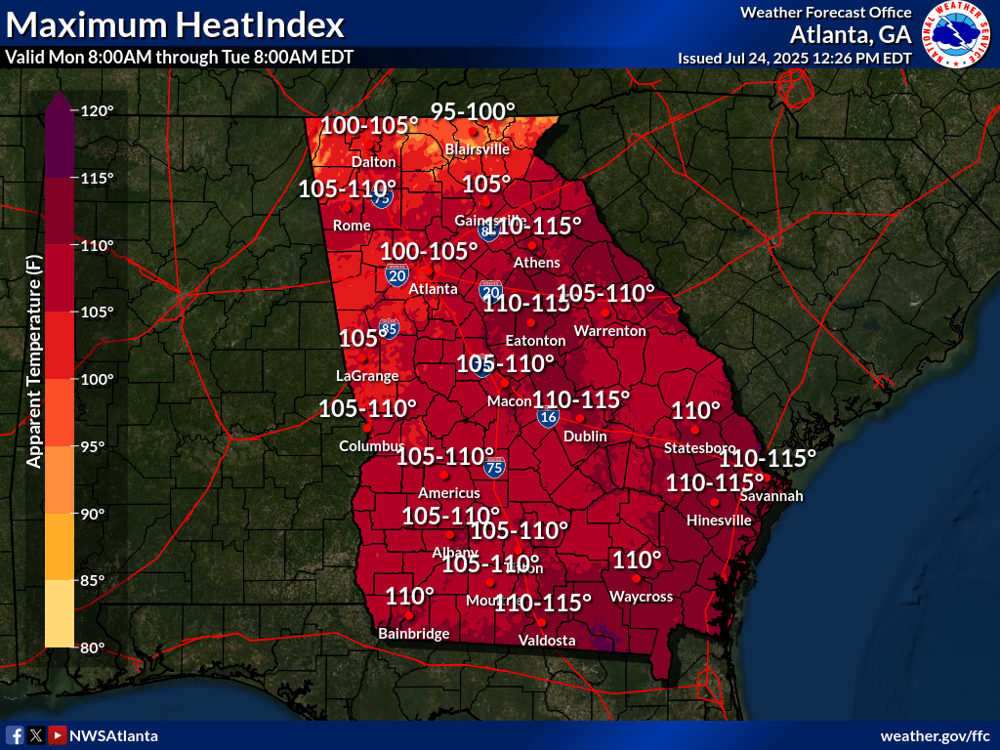 Maximum HeatIndex
Valid Mon 8:00AM through Tue 8:00AM EDT
Weather Forecast Office
Atlanta, GA
Issued Jul 24, 2025 12:26 PM EDT
NATIONAL WEATHER SERVICE
Apparent Temperature (F)
120°
115°
110°
105°
100°
95°
90°
85°
80°
95-100°
Blairsville
100-105°
Dalton
105-110°
Rome
75
105°
Gainesville
110-115°
Athens
100-105°
Atlanta
20
20
105-110°
Warrenton
110-115°
Eatonton
85
105°
LaGrange
105-110°
Macon
105-110°
Columbus
110-115°
Dublin
16
110°
Statesboro
105-110°
Americus
75
110-115°
Savannah
110-115°
Hinesville
105-110°
Albany
105-110°
Tifton
105-110°
110°
Waycross
110°
Bainbridge
110-115°
Valdosta
NWSAtlanta
weather.gov/ffc